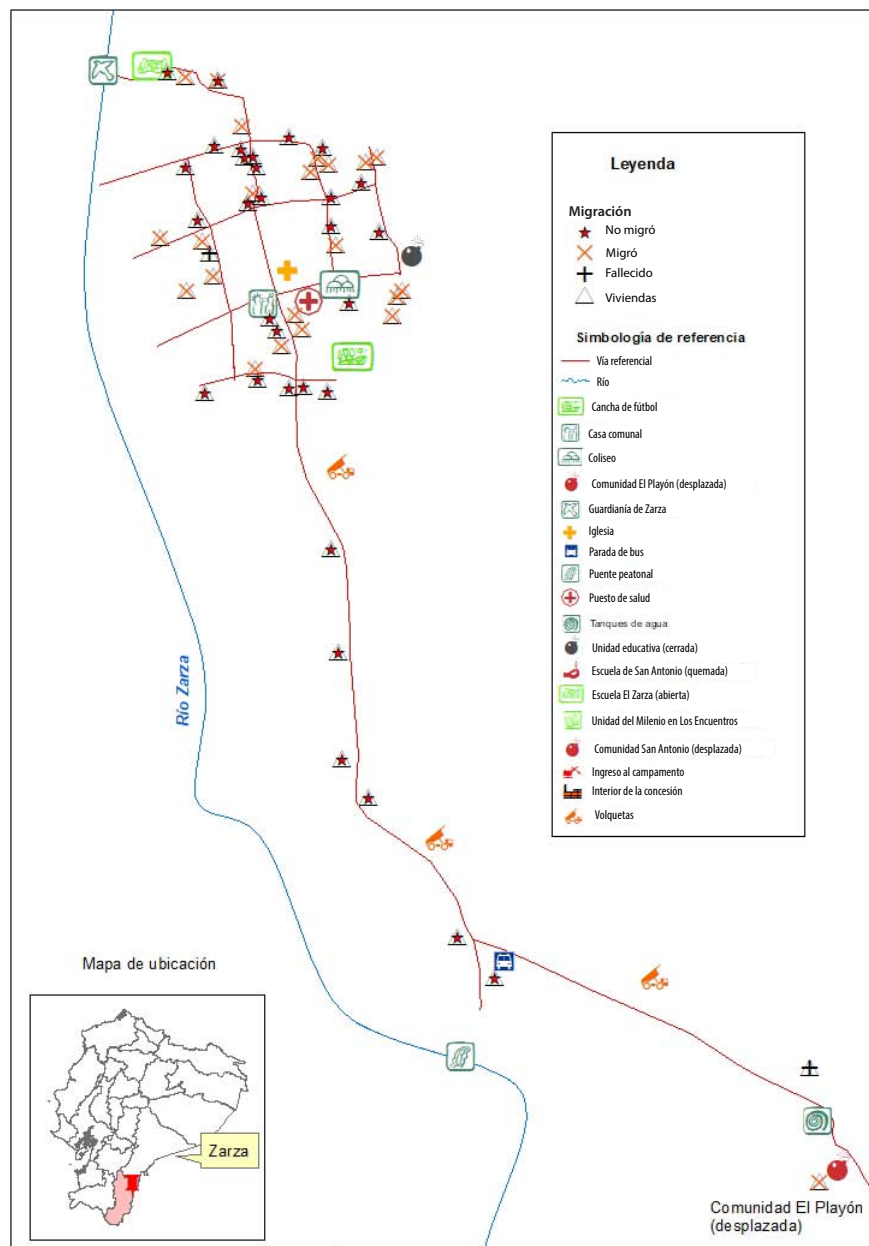 Leyenda
Migración
No migró
Migró
Fallecido
Viviendas
Simbología de referencia
Vía referencial
Río
Cancha de fútbol
Casa comunal
Coliseo
Comunidad El Playón (desplazada)
Guardianía de Zarza
Iglesia
Parada de bus
Puente peatonal
Puesto de salud
Tanques de agua
Unidad educativa (cerrada)
Escuela de San Antonio (quemada)
Escuela El Zarza (abierta)
Unidad del Milenio en Los Encuentros
Comunidad San Antonio (desplazada)
Ingreso al campamento
Interior de la concesión
Volquetas
Río Zarza
Mapa de ubicación
Zarza
Comunidad El Playón
(desplazada)